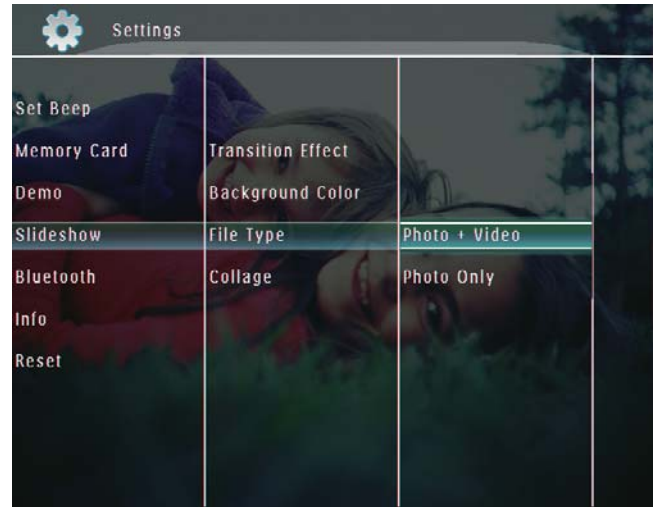 Settings
Set Beep
Memory Card
Demo
Slideshow
Bluetooth
Info
Reset
Transition Effect
Background Color
File Type
Collage
Photo + Video
Photo Only